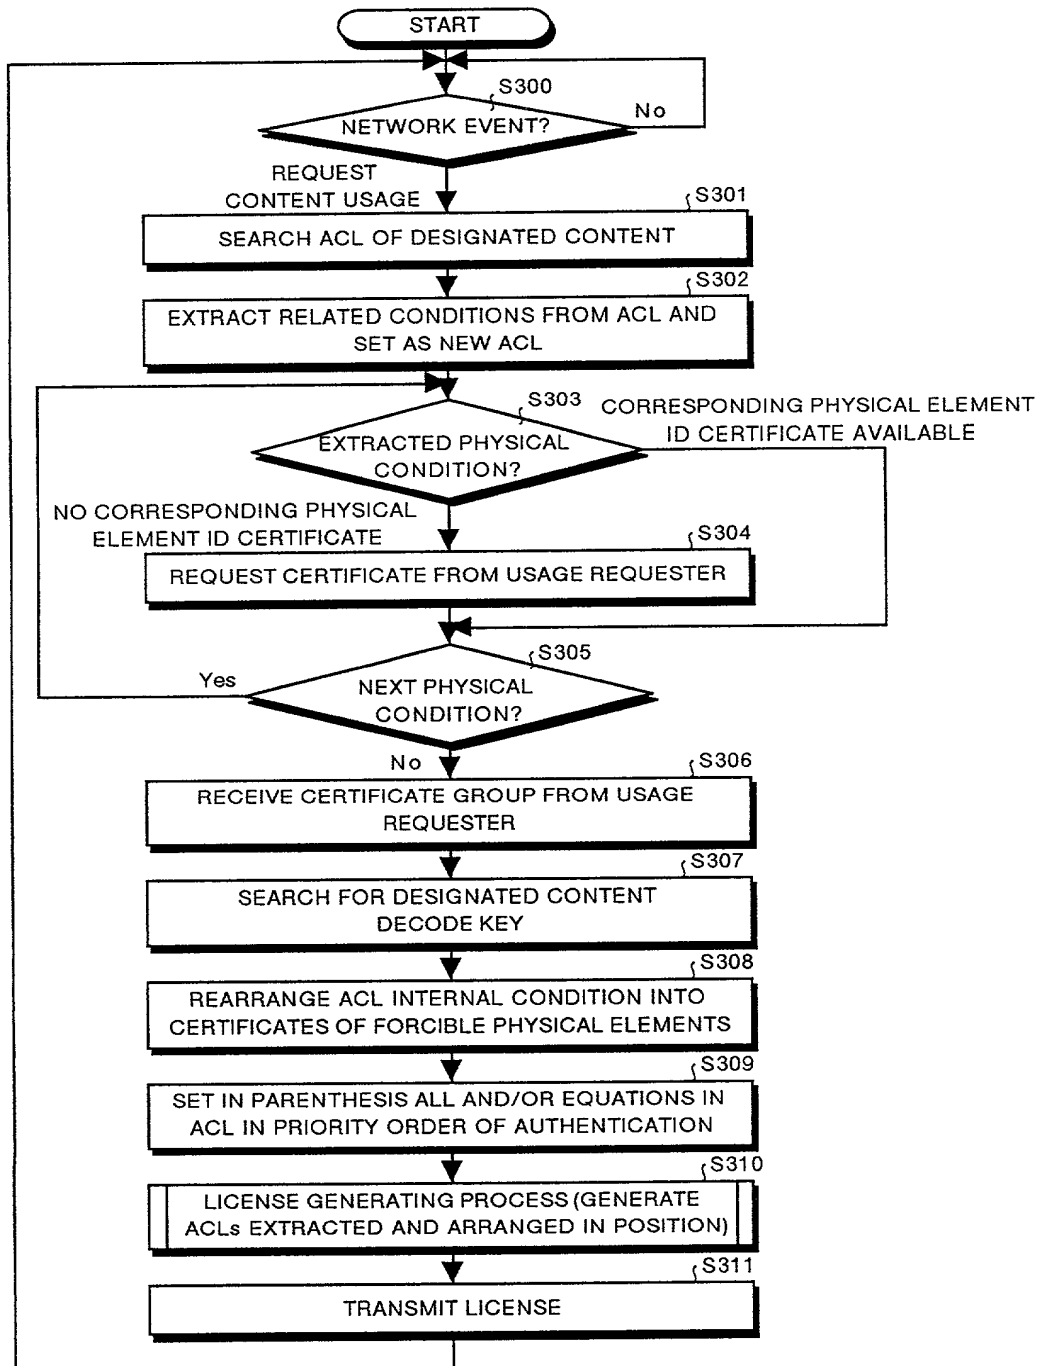 START
S300
NETWORK EVENT?
No
REQUEST
CONTENT USAGE
S301
SEARCH ACL OF DESIGNATED CONTENT
S302
EXTRACT RELATED CONDITIONS FROM ACL AND
SET AS NEW ACL
S303
EXTRACTED PHYSICAL
CONDITION?
CORRESPONDING PHYSICAL ELEMENT
ID CERTIFICATE AVAILABLE
NO CORRESPONDING PHYSICAL
ELEMENT ID CERTIFICATE
S304
REQUEST CERTIFICATE FROM USAGE REQUESTER
S305
Yes
NEXT PHYSICAL
CONDITION?
No
S306
RECEIVE CERTIFICATE GROUP FROM USAGE
REQUESTER
S307
SEARCH FOR DESIGNATED CONTENT
DECODE KEY
S308
REARRANGE ACL INTERNAL CONDITION INTO
CERTIFICATES OF FORCIBLE PHYSICAL ELEMENTS
S309
SET IN PARENTHESIS ALL AND/OR EQUATIONS IN
ACL IN PRIORITY ORDER OF AUTHENTICATION
S310
LICENSE GENERATING PROCESS (GENERATE
ACLs EXTRACTED AND ARRANGED IN POSITION)
S311
TRANSMIT LICENSE